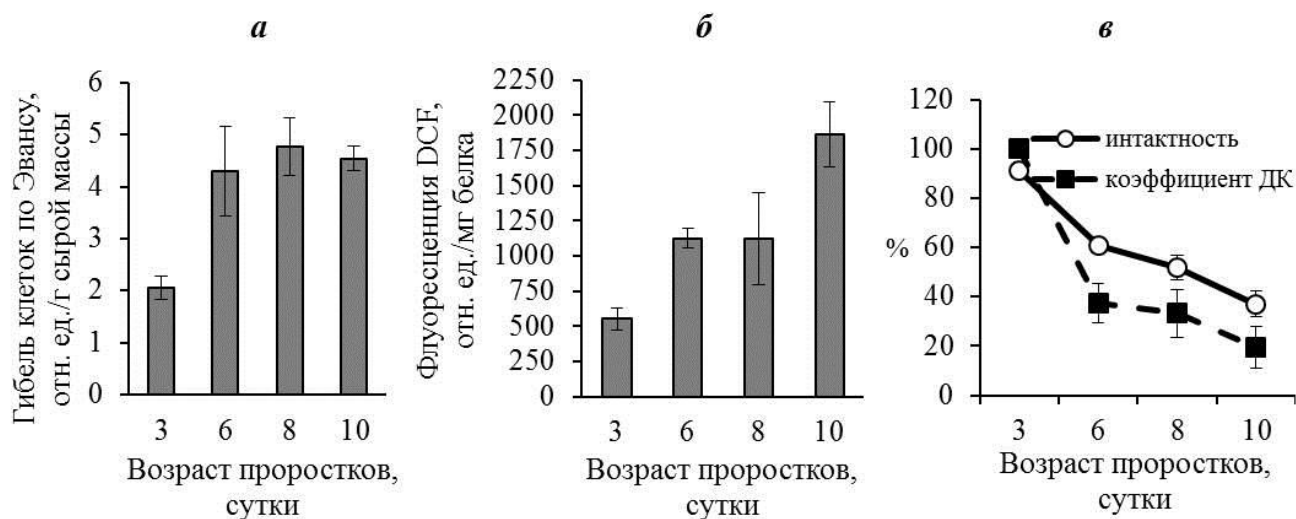 а
Гибель клеток по Эвансу,
отн. ед./г сырой массы
6
5
4
3
2
1
0
3 6 8 10
Возраст проростков,
сутки
б
Флуоресценция DCF,
отн. ед./мг белка
2250
2000
1750
1500
1250
1000
750
500
250
0
3 6 8 10
Возраст проростков,
сутки
в
%
120
100
80
60
40
20
0
интактность
коэффициент ДК
3 6 8 10
Возраст проростков,
сутки